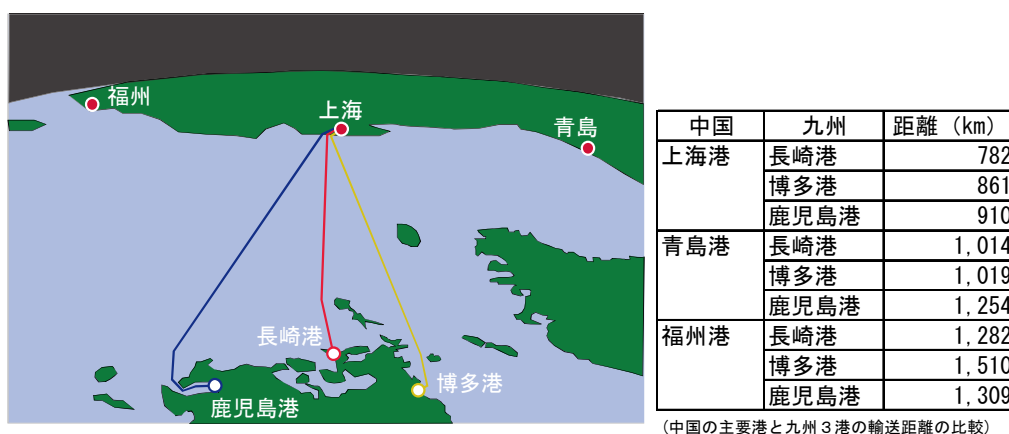 福州
上海
青島
長崎港
博多港
鹿児島港
中国 九州 距離 (km)
上海港 長崎港 782
博多港 861
鹿児島港 910
青島港 長崎港 1,014
博多港 1,019
鹿児島港 1,254
福州港 長崎港 1,282
博多港 1,510
鹿児島港 1,309
(中国の主要港と九州3港の輸送距離の比較)